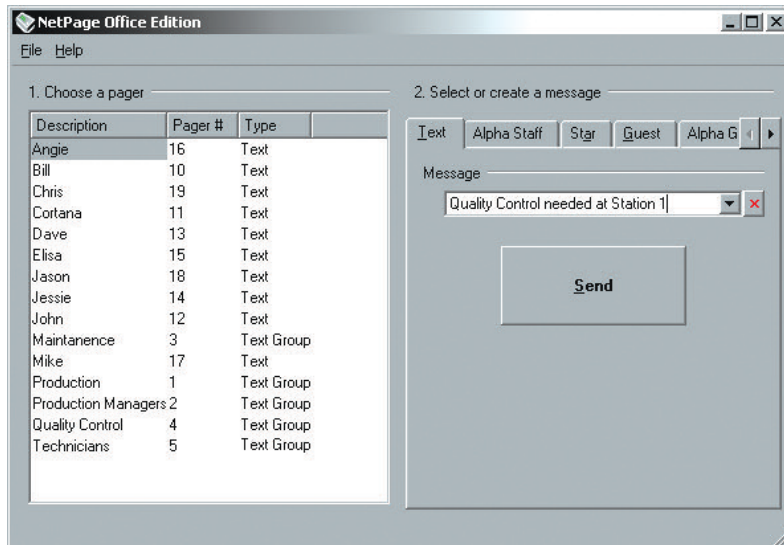 NetPage Office Edition
File Help
1. Choose a pager
Description Pager # Type
Angie 16 Text
Bill 10 Text
Chris 19 Text
Cortana 11 Text
Dave 13 Text
Elisa 15 Text
Jason 18 Text
Jessie 14 Text
John 12 Text
Maintanence 3 Text Group
Mike 17 Text
Production 1 Text Group
Production Managers 2 Text Group
Quality Control 4 Text Group
Technicians 5 Text Group
2. Select or create a message
Text Alpha Staff Star Guest Alpha G
Message
Quality Control needed at Station 1
Send